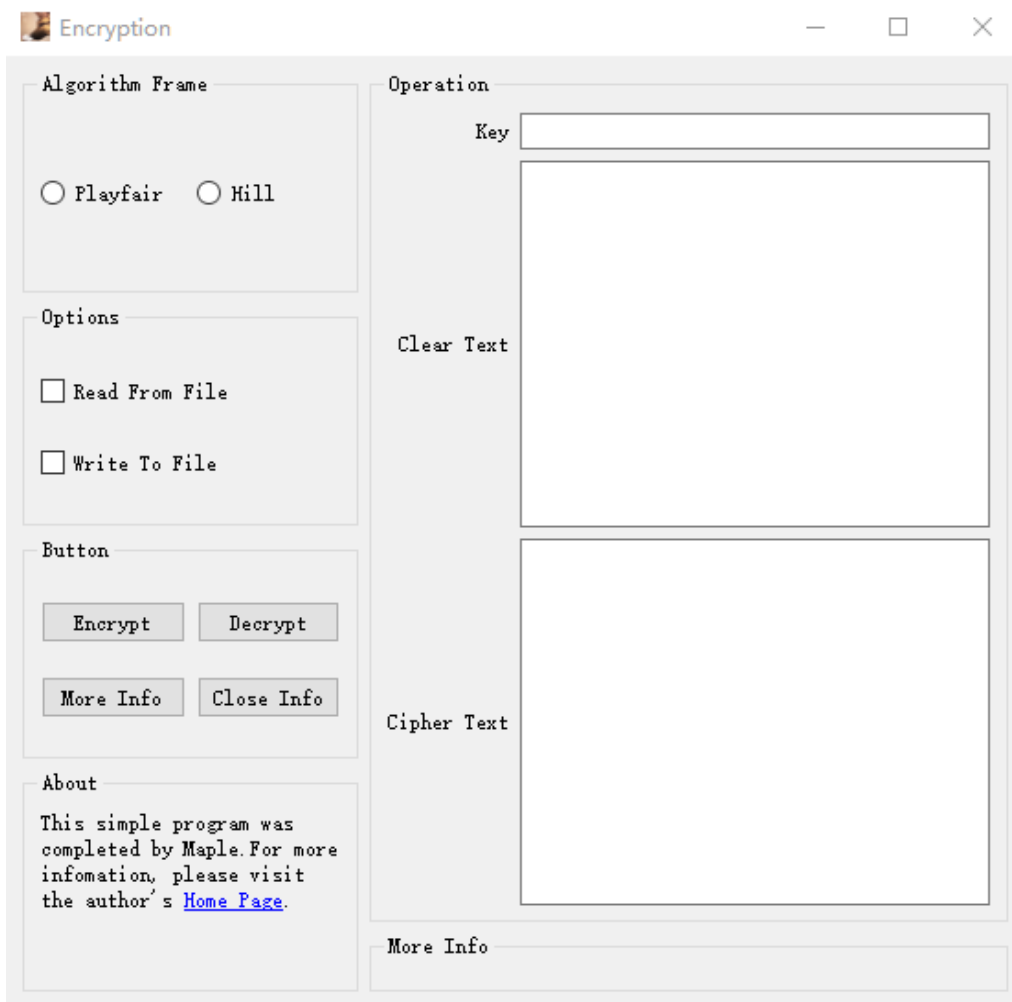 Encryption
Algorithm Frame
Playfair Hill
Options
Read From File
Write To File
Button
Encrypt Decrypt
More Info Close Info
About
This simple program was
completed by Maple.For more
infomation, please visit
the author's Home Page.
Operation
Key
Clear Text
Cipher Text
More Info